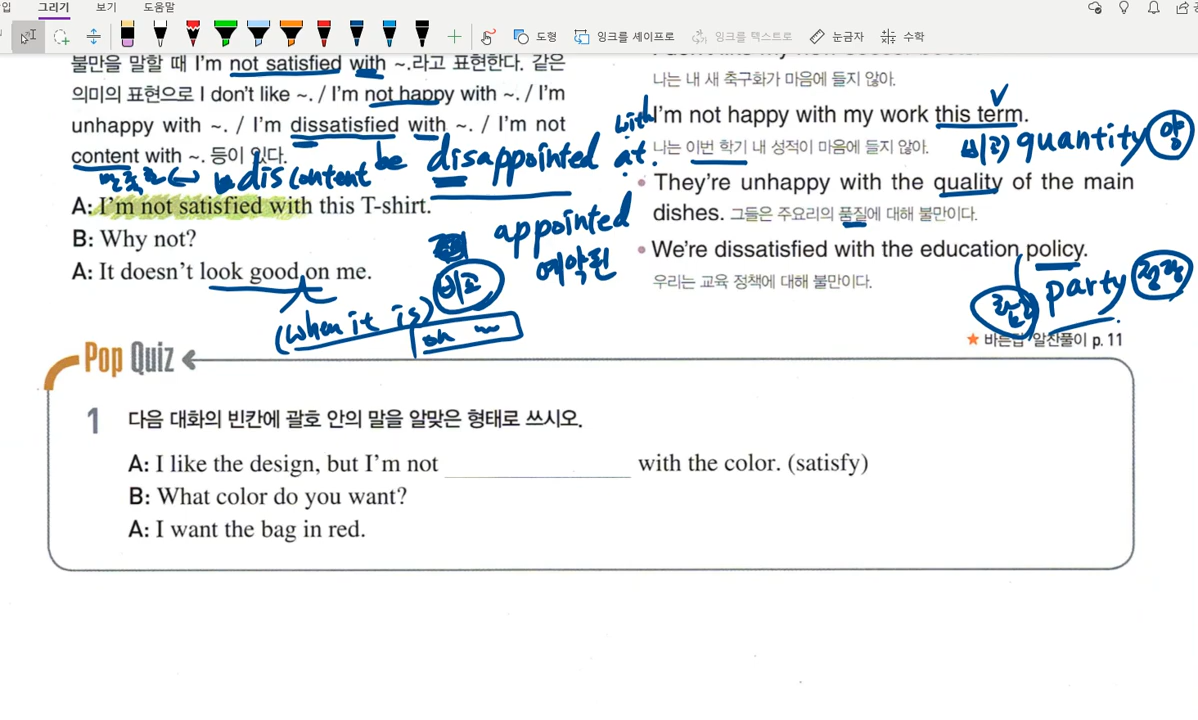 입 그리기 보기 도움말
도형 잉크를 셰이프로 잉크를 텍스트로 눈금자 수학
불만을 말할 때 I'm not satisfied with ~.라고 표현한다. 같은
의미의 표현으로 I don't like ~. / I'm not happy with ~. / I'm
unhappy with ~. / I'm dissatisfied with ~. / I'm not
content with ~. 등이 있다.
be disappointed at.
with
discontent
A: I'm not satisfied with this T-shirt.
B: Why not?
A: It doesn't look good on me.
appointed
예약된
비교
(when it is)
나는 내 새 축구화가 마음에 들지 않아.
I'm not happy with my work this term.
나는 이번 학기 내 성적이 마음에 들지 않아.
비교 quantity 양
• They're unhappy with the quality of the main
dishes. 그들은 주요리의 품질에 대해 불만이다.
• We're dissatisfied with the education policy.
우리는 교육 정책에 대해 불만이다.
party 정당
★ 바른답·알찬풀이 p. 11
Pop Quiz
1 다음 대화의 빈칸에 괄호 안의 말을 알맞은 형태로 쓰시오.
A: I like the design, but I'm not with the color. (satisfy)
B: What color do you want?
A: I want the bag in red.